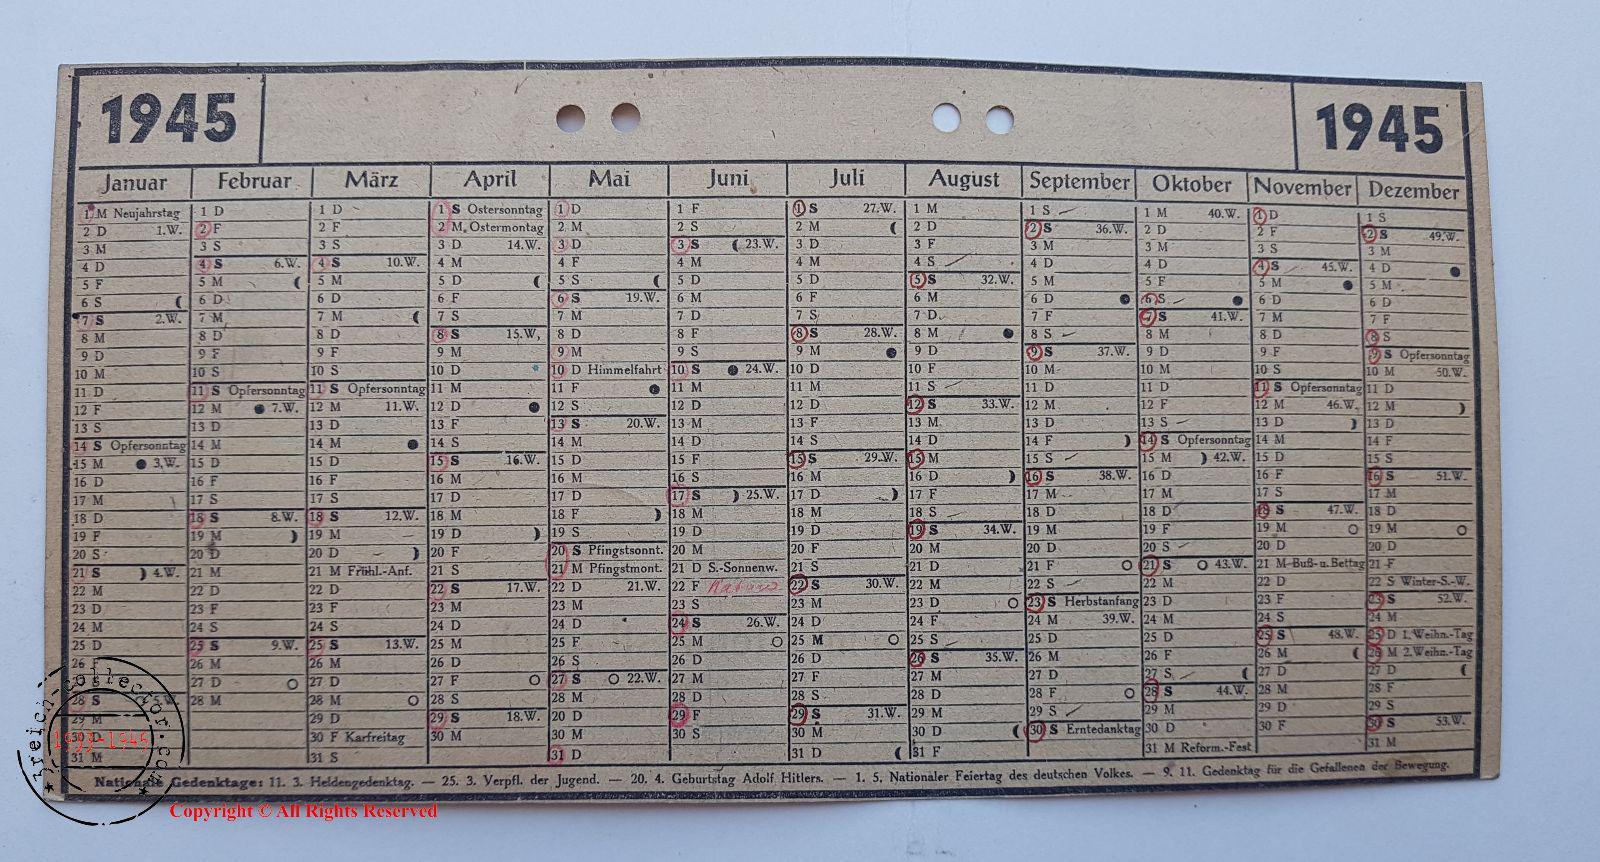 1945
1945
Januar Februar März April Mai Juni Juli August September Oktober November Dezember
1 M Neujahrstag
2 D 1.W.
3 M
4 D
5 F
6 S
7 S 2.W.
8 M
9 D
10 M
11 D
12 F
13 S
14 S Opfersonntag
15 M 3.W.
16 D
17 M
18 D
19 F
20 S
21 S 4.W.
22 M
23 D
24 M
25 D
26 F
28 S
29 M
30 D
31 M
1 D
2 F
3 S
4 S 6.W.
5 M
6 D
7 M
8 D
9 F
10 S
11 S Opfersonntag
12 M 7.W.
13 D
14 M
15 D
16 F
17 S
18 S 8.W.
19 M
20 D
21 M
22 D
23 F
24 S
25 S 9.W.
26 M
27 D
28 M
1 D
2 F
3 S
4 S 10.W.
5 M
6 D
7 M
8 D
9 F
10 S
11 S Opfersonntag
12 M 11.W.
13 D
14 M
15 D
16 F
17 S
18 S 12.W.
19 M
20 D
21 M Frühl.-Anf.
22 D
23 F
24 S
25 S 13.W.
26 M
27 D
28 M
29 D
30 F Karfreitag
31 S
1 S Ostersonntag
2 M Ostermontag
3 D 14.W.
4 M
5 D
6 F
7 S
8 S 15.W.
9 M
10 D
11 M
12 D
13 F
14 S
15 S 16.W.
16 M
17 D
18 M
19 D
20 F
21 S
22 S 17.W.
23 M
24 D
25 M
26 D
27 F
28 S
29 S 18.W.
30 M
1 D
2 M
3 D
4 F
5 S
6 S 19.W.
7 M
8 D
9 M
10 D Himmelfahrt
11 F
12 S
13 S 20.W.
14 M
15 D
16 M
17 D
18 F
19 S
20 S Pfingstsonnt.
21 M Pfingstmont.
22 D 21.W.
23 M
24 D
25 F
26 S
27 S 22.W.
28 M
20 D
30 M
31 D
1 F
2 S
3 S 23.W.
4 M
5 D
6 M
7 D
8 F
9 S
10 S 24.W.
11 M
12 D
13 M
14 D
15 F
16 S
17 S 25.W.
18 M
19 D
20 M
21 D S.-Sonnenw.
22 F
23 S
24 S 26.W.
25 M
26 D
27 M
28 D
29 F
30 S
1 S 27.W.
2 M
3 D
4 M
5 D
6 F
7 S
8 S 28.W.
9 M
10 D
11 M
12 D
13 F
14 S
15 S 29.W.
16 M
17 D
18 M
19 D
20 F
21 S
22 S 30.W.
23 M
24 D
25 M
26 D
27 F
28 S
29 S 31.W.
30 M
31 D
1 M
2 D
3 F
4 S
5 S 32.W.
6 M
7 D
8 M
9 D
10 F
11 S
12 S 33.W.
13 M
14 D
15 M
16 D
17 F
18 S
19 S 34.W.
20 M
21 D
22 M
23 D
24 F
25 S
26 S 35.W.
27 M
28 D
29 M
30 D
31 F
1 S
2 S 36.W.
3 M
4 D
5 M
6 D
7 F
8 S
9 S 37.W.
10 M
11 D
12 M
13 D
14 F
15 S
16 S 38.W.
17 M
18 D
19 M
20 D
21 F
22 S
23 S Herbstanfang
24 M 39.W.
25 D
26 M
27 D
28 F
29 S
30 S Erntedanktag
1 M 40.W.
2 D
3 M
4 D
5 F
6 S
7 S 41.W.
8 M
9 D
10 M
11 D
12 F
13 S
14 S Opfersonntag
15 M 42.W.
16 D
17 M
18 D
19 F
20 S
21 S 43.W.
22 M
23 D
24 M
25 D
26 F
27 S
28 S 44.W.
29 M
30 D
31 M Reform.-Fest
1 D
2 F
3 S
4 S 45.W.
5 M
6 D
7 M
8 D
9 F
10 S
11 S Opfersonntag
12 M 46.W.
13 D
14 M
15 D
16 F
17 S
18 S 47.W.
19 M
20 D
21 M Buß- u. Bettag
22 D
23 F
24 S
25 S 48.W.
26 M
27 D
28 M
29 D
30 F
1 S
2 S 49.W.
3 M
4 D
5 M
6 D
7 F
8 S
9 S Opfersonntag
10 M 50.W.
11 D
12 M
13 D
14 F
15 S
16 S 51.W.
17 M
18 D
19 M
20 D
21 F
22 S Winter-S.-W.
23 S 52.W.
24 M
25 D 1.Weihn.-Tag
26 M 2.Weihn.-Tag
27 D
28 F
29 S
30 S 53.W.
31 M
Nationale Gedenktage: 11. 3. Heldengedenktag. — 25. 3. Verpfl. der Jugend. — 20. 4. Geburtstag Adolf Hitlers. — 1. 5. Nationaler Feiertag des deutschen Volkes. — 9. 11. Gedenktag für die Gefallenen der Bewegung.
3reich-collector.com
1933-1945
Copyright © All Rights Reserved